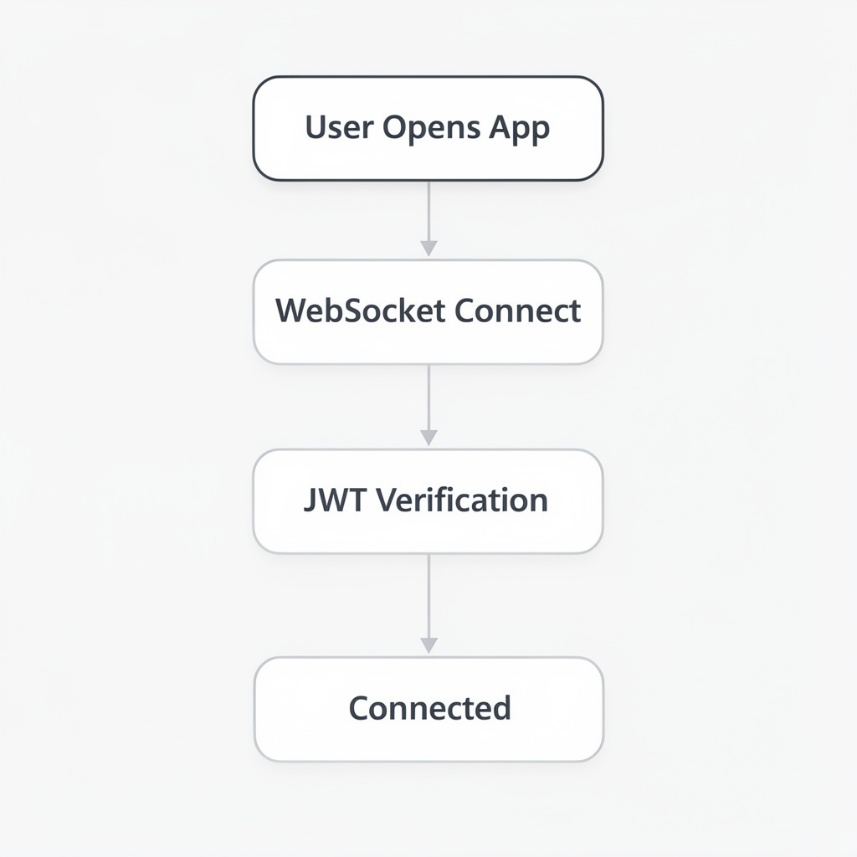 User Opens App
WebSocket Connect
JWT Verification
Connected